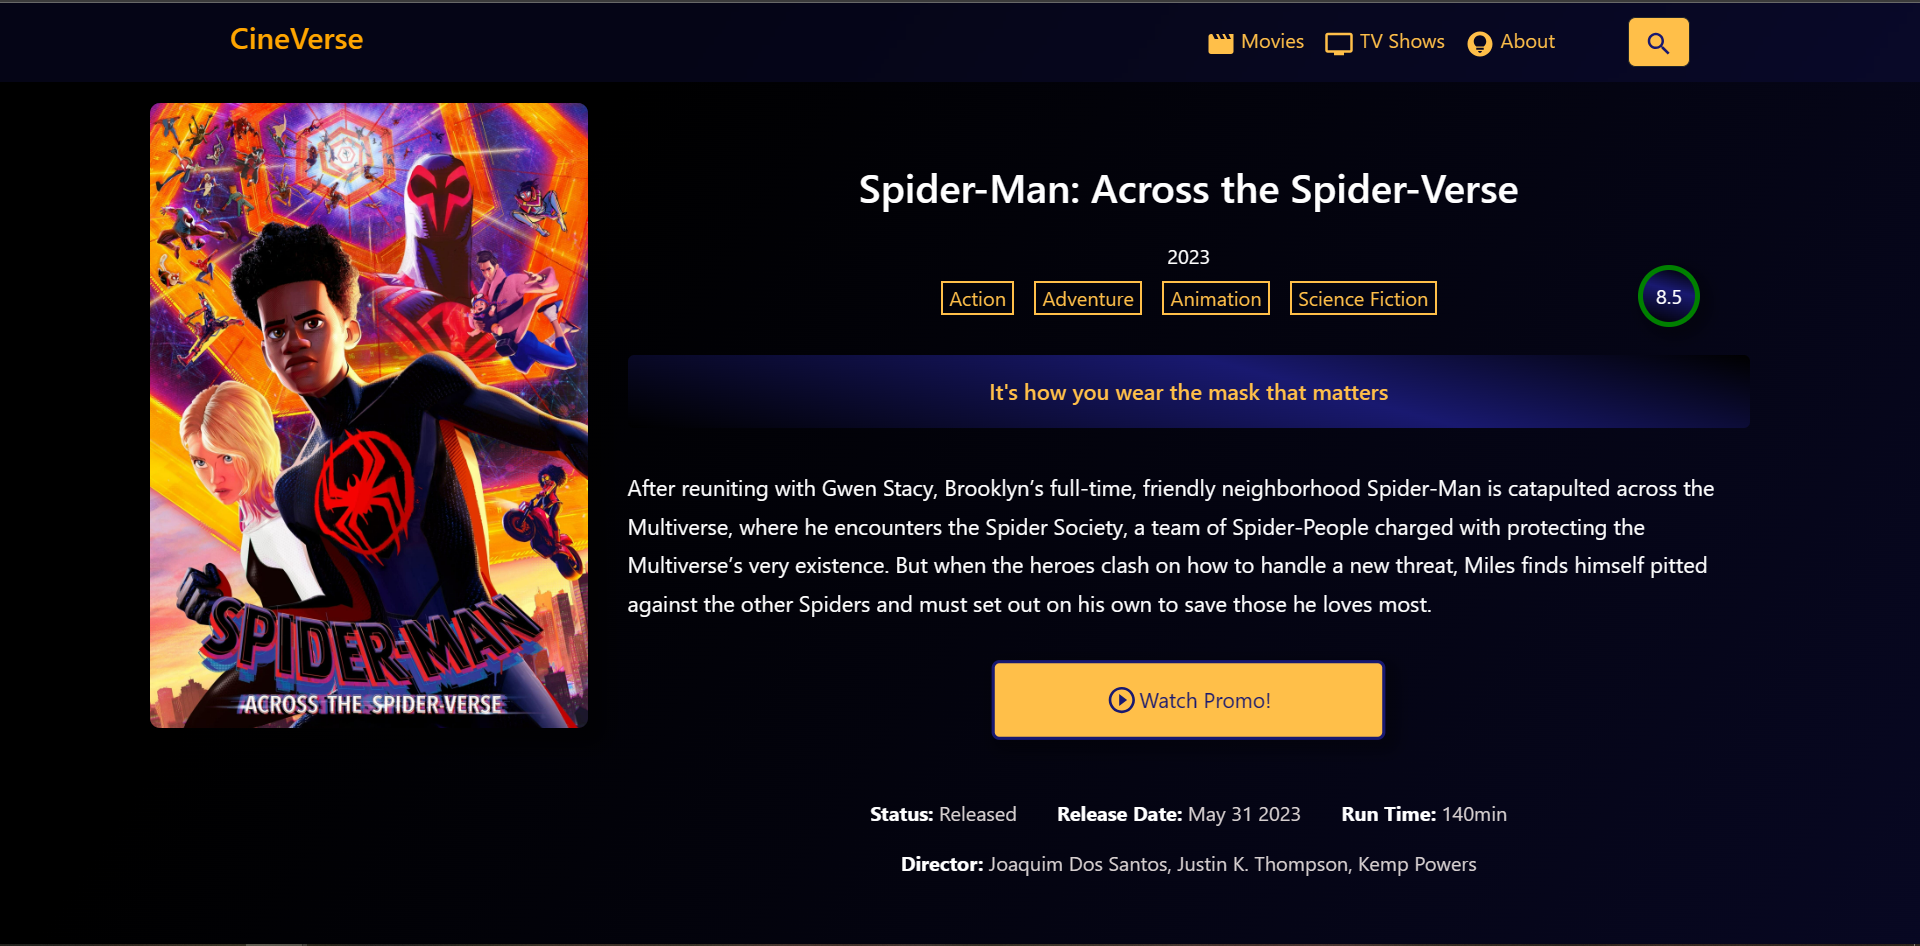 CineVerse
Movies
TV Shows
About
SPIDER-MAN
ACROSS THE SPIDER-VERSE
Spider-Man: Across the Spider-Verse
2023
Action
Adventure
Animation
Science Fiction
8.5
It's how you wear the mask that matters
After reuniting with Gwen Stacy, Brooklyn’s full-time, friendly neighborhood Spider-Man is catapulted across the
Multiverse, where he encounters the Spider Society, a team of Spider-People charged with protecting the
Multiverse’s very existence. But when the heroes clash on how to handle a new threat, Miles finds himself pitted
against the other Spiders and must set out on his own to save those he loves most.
Watch Promo!
Status: Released Release Date: May 31 2023 Run Time: 140min
Director: Joaquim Dos Santos, Justin K. Thompson, Kemp Powers